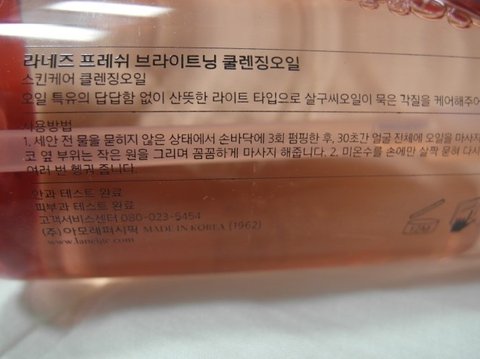 라네즈 프레쉬 브라이트닝 클렌징오일
스킨케어 클렌징오일
오일 특유의 답답함 없이 산뜻한 라이트 타입으로 살구씨오일이 묵은 각질을 케어해주어
사용방법
1. 세안 전 물을 묻히지 않은 상태에서 손바닥에 3회 펌핑한 후, 30초간 얼굴 전체에 오일을 마사지
코 옆 부위는 작은 원을 그리며 꼼꼼하게 마사지 해줍니다. 2. 미온수를 손에만 살짝 묻혀 다시
여러 번 헹궈 줍니다.
안과 테스트 완료
피부과 테스트 완료
고객서비스센터 080-023-5454
(주)아모레퍼시픽 MADE IN KOREA (1962)
www.laneige.com
12M